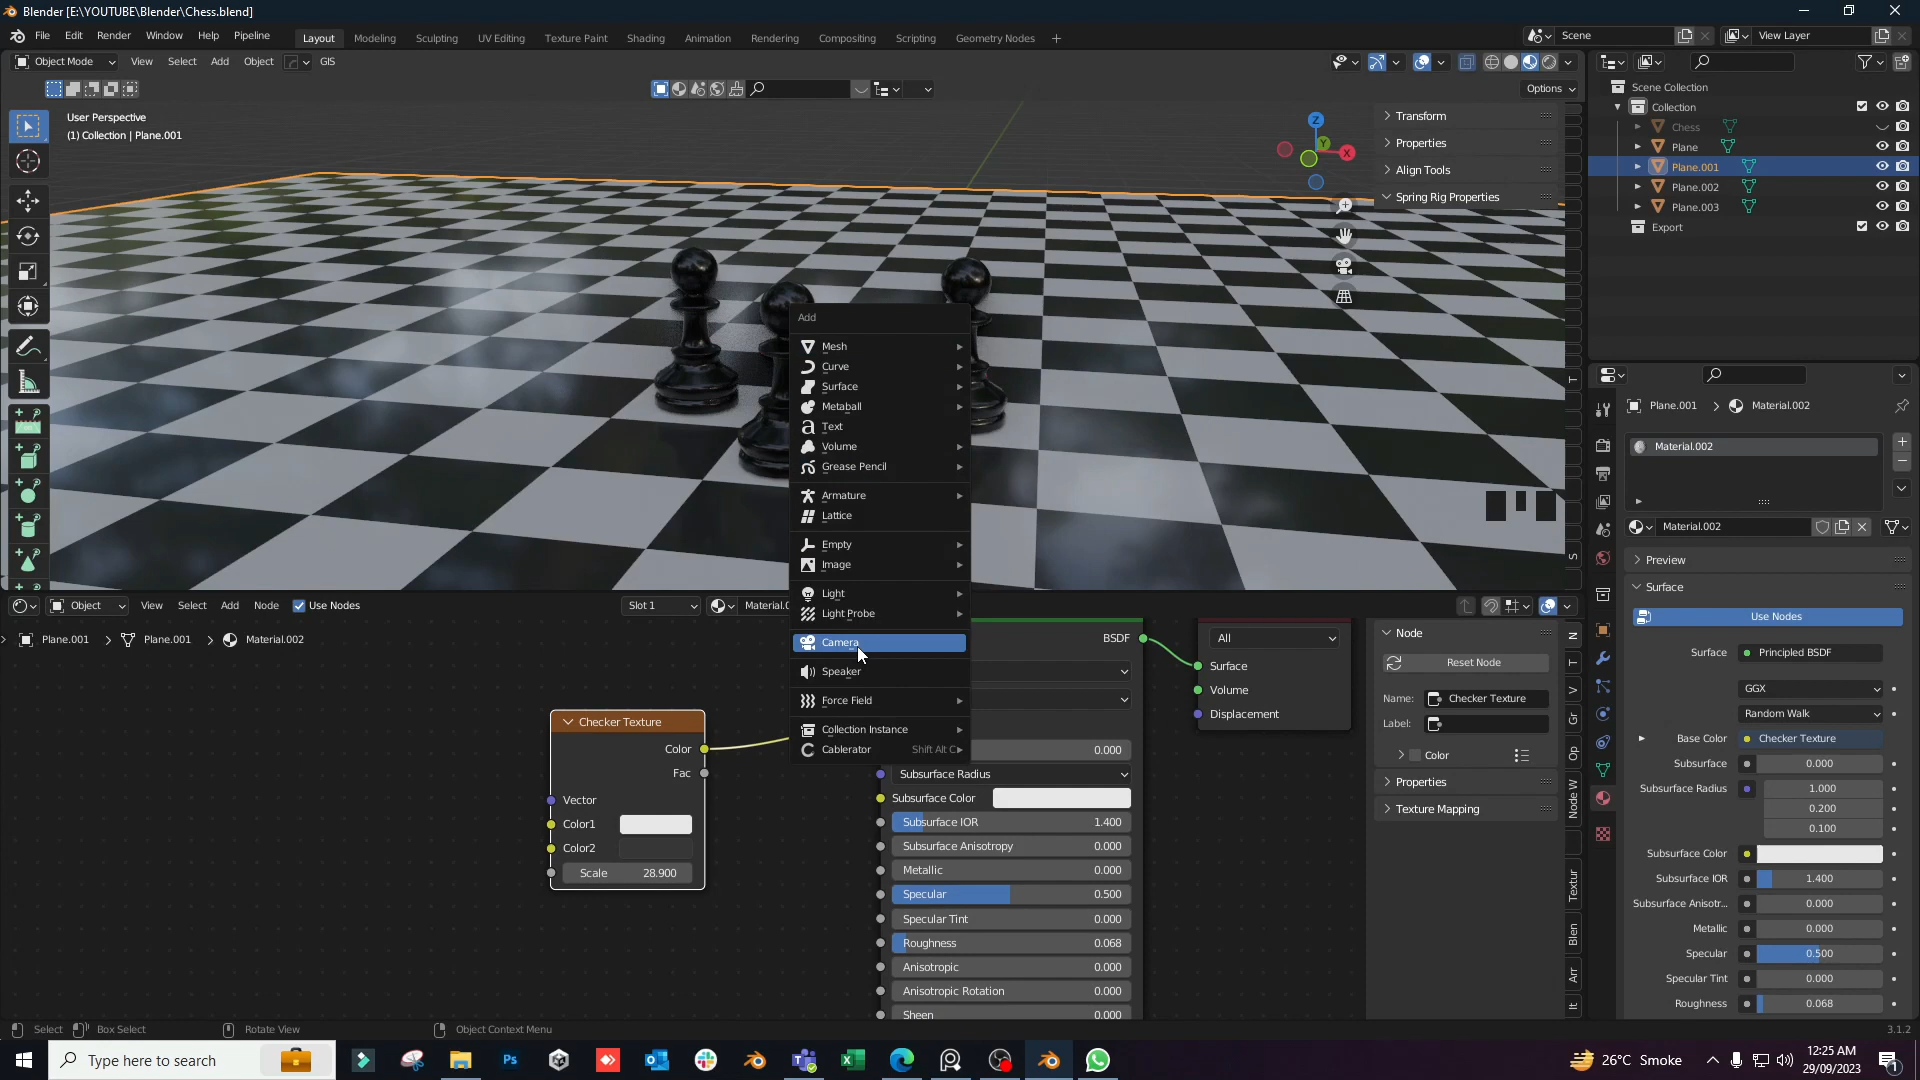 Blender [E:\YOUTUBE\Blender\Chess.blend]
File Edit Render Window Help Pipeline
Layout Modeling Sculpting UV Editing Texture Paint Shading Animation Rendering Compositing Scripting Geometry Nodes +
Scene
View Layer
Object Mode View Select Add Object GIS
Options
User Perspective
(1) Collection | Plane.001
Z
Y
X
Transform
Properties
Align Tools
Spring Rig Properties
T
S
Scene Collection
Collection
Chess
Plane
Plane.001
Plane.002
Plane.003
Export
Add
Mesh
Curve
Surface
Metaball
Text
Volume
Grease Pencil
Armature
Lattice
Empty
Image
Light
Light Probe
Camera
Speaker
Force Field
Collection Instance
Cablerator Shift Alt C
Object View Select Add Node Use Nodes
Slot 1
Material.0
Plane.001 > Plane.001 > Material.002
Checker Texture
Color
Fac
Vector
Color1
Color2
Scale 28.900
BSDF
0.000
Subsurface Radius
Subsurface Color
Subsurface IOR 1.400
Subsurface Anisotropy 0.000
Metallic 0.000
Specular 0.500
Specular Tint 0.000
Roughness 0.068
Anisotropic 0.000
Anisotropic Rotation 0.000
Sheen 0.000
All
Surface
Volume
Displacement
Node
Reset Node
Name: Checker Texture
Label:
Color
Properties
Texture Mapping
N
T
V
Gr
Op
Node W
Textur
Blen
Arr
It
Plane.001 > Material.002
Material.002
Material.002
Preview
Surface
Use Nodes
Surface Principled BSDF
GGX
Random Walk
Base Color Checker Texture
Subsurface 0.000
Subsurface Radius 1.000
0.200
0.100
Subsurface Color
Subsurface IOR 1.400
Subsurface Anisotr... 0.000
Metallic 0.000
Specular 0.500
Specular Tint 0.000
Roughness 0.068
Select Box Select Rotate View Object Context Menu
3.1.2
Type here to search
Ps
26°C Smoke
12:25 AM
29/09/2023
1